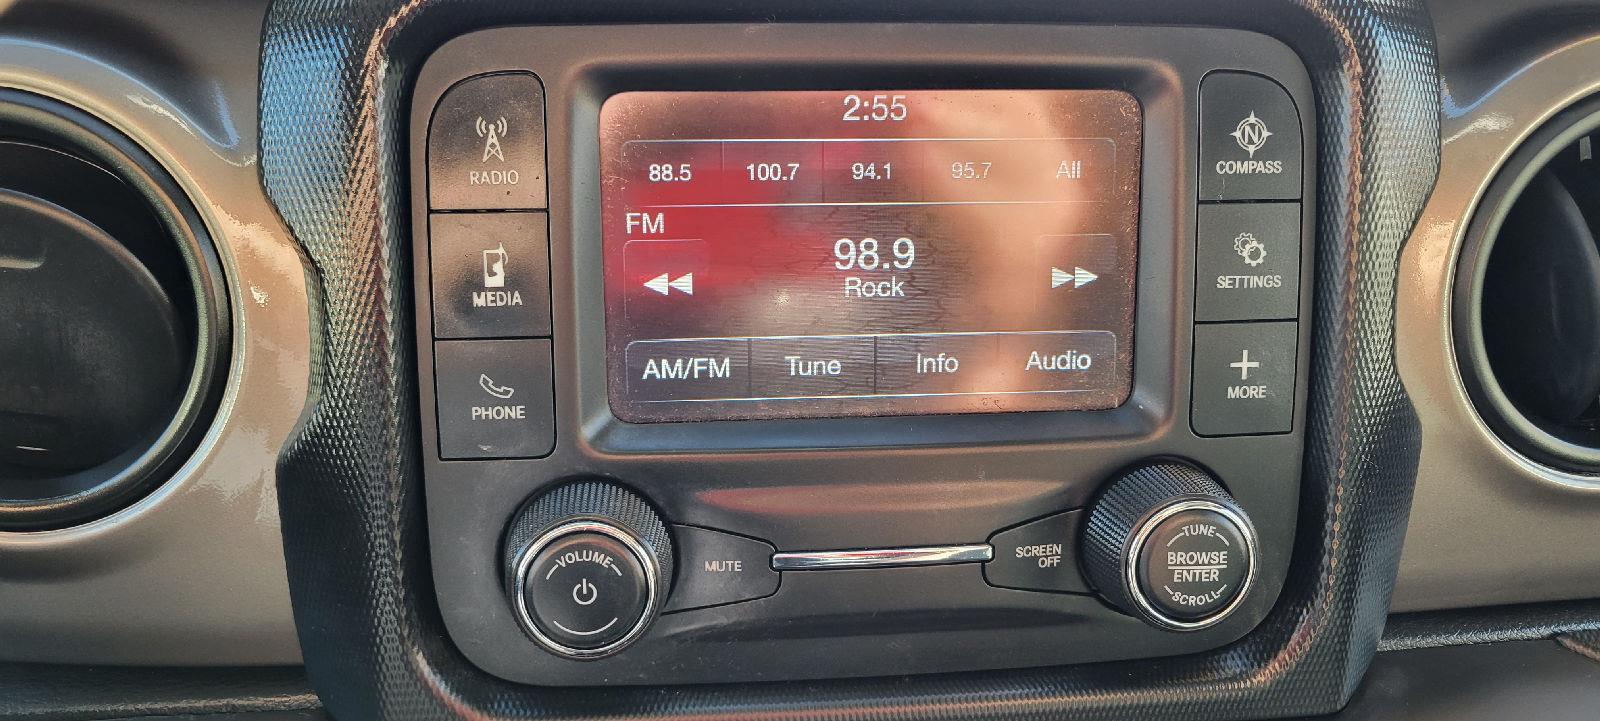 2:55
88.5 100.7 94.1 95.7 All
FM
98.9
Rock
AM/FM Tune Info Audio
RADIO
MEDIA
PHONE
N
COMPASS
SETTINGS
MORE
VOLUME
MUTE
SCREEN
OFF
TUNE
BROWSE
ENTER
SCROLL